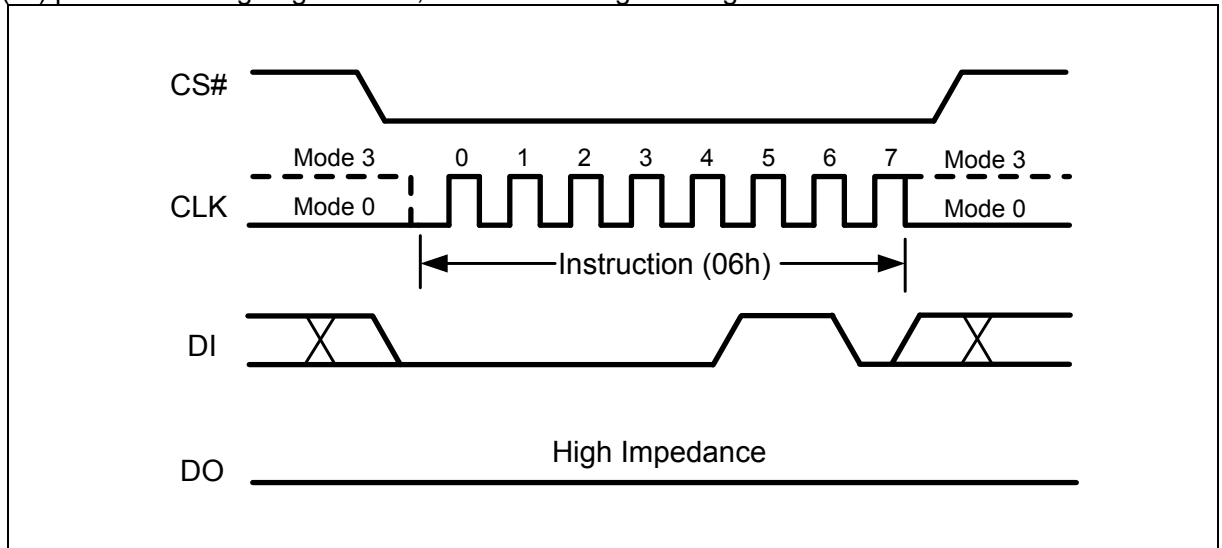 CS#
Mode 3 0 1 2 3 4 5 6 7 Mode 3
CLK Mode 0 Mode 0
Instruction (06h)
DI
High Impedance
DO